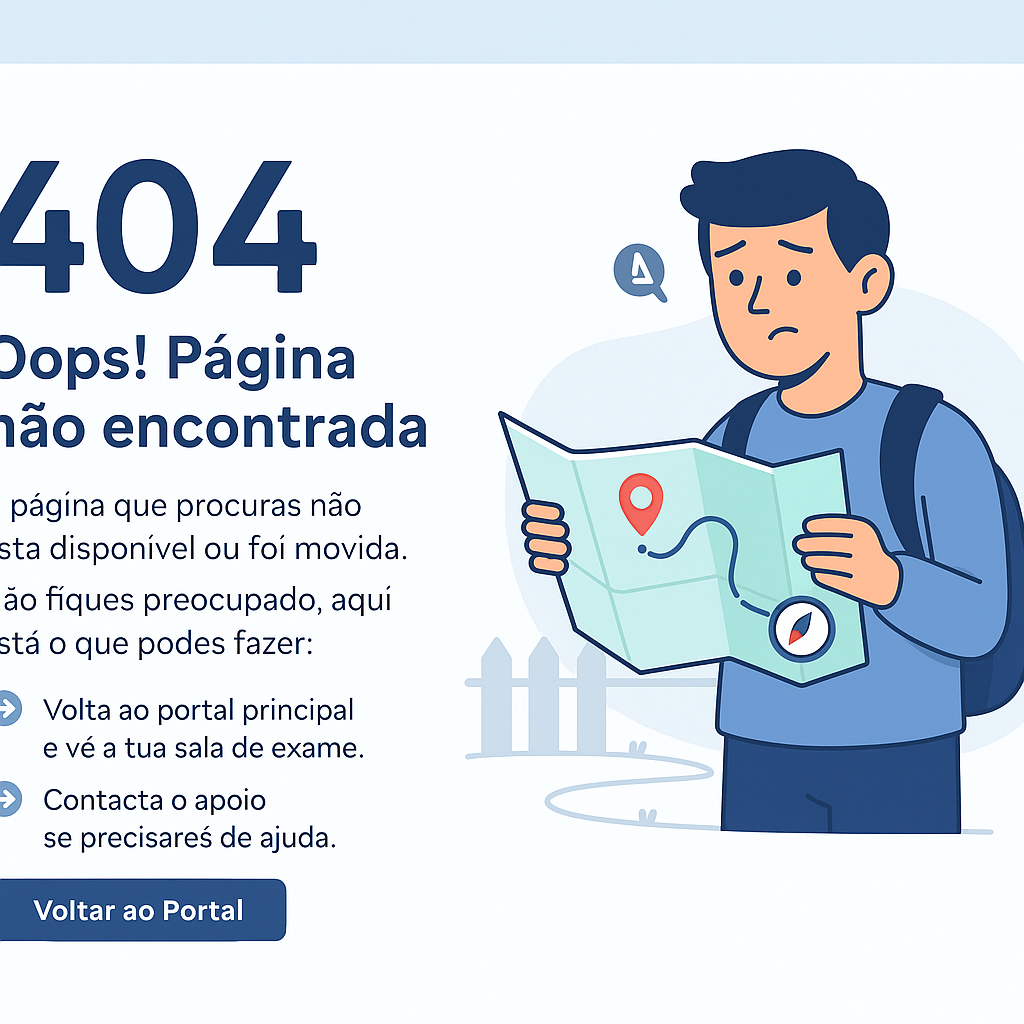 404
Oops! Página
não encontrada
página que procuras não
sta disponível ou foi movida.
ão fiques preocupado, aquí
stá o que podes fazer:
Volta ao portal principal
e vé a tua sala de exame.
Contacta o apoio
se precisareś de ajuda.
Voltar ao Portal